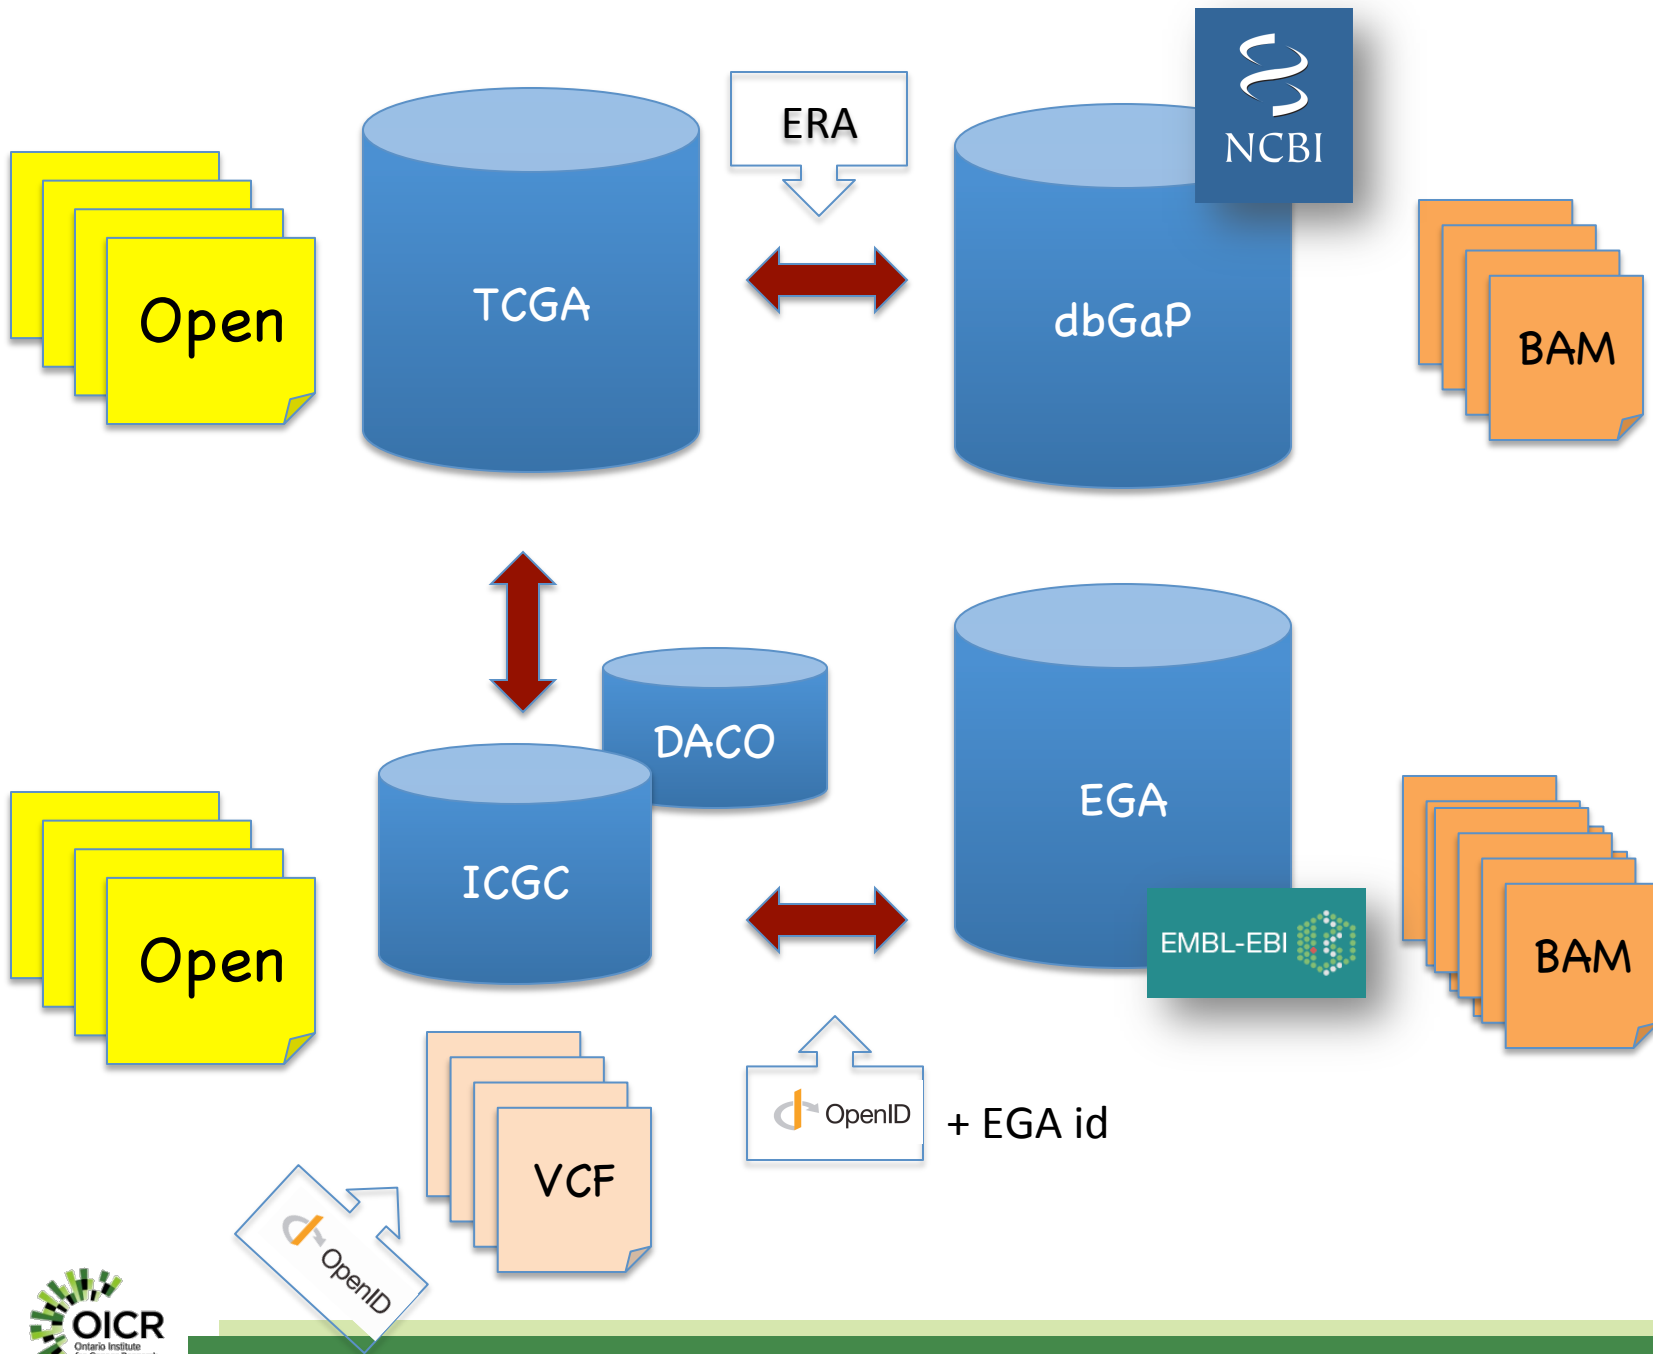 ERA
NCBI
Open
TCGA
dbGaP
BAM
DACO
EGA
ICGC
Open
EMBL-EBI
BAM
OpenID
+ EGA id
VCF
OpenID
OICR
Ontario Institute